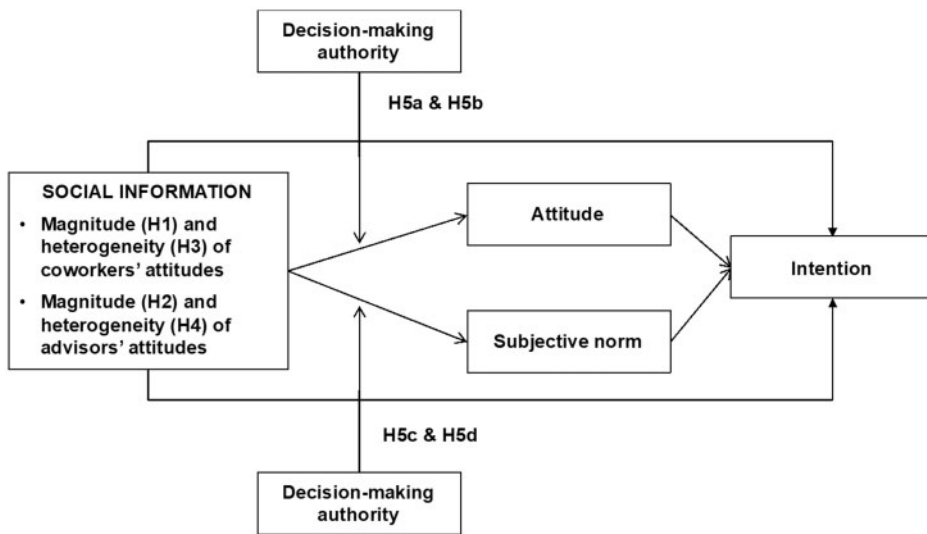 Decision-making
authority
H5a & H5b
SOCIAL INFORMATION
• Magnitude (H1) and
heterogeneity (H3) of
coworkers’ attitudes
• Magnitude (H2) and
heterogeneity (H4) of
advisors’ attitudes
Attitude
Subjective norm
Intention
H5c & H5d
Decision-making
authority